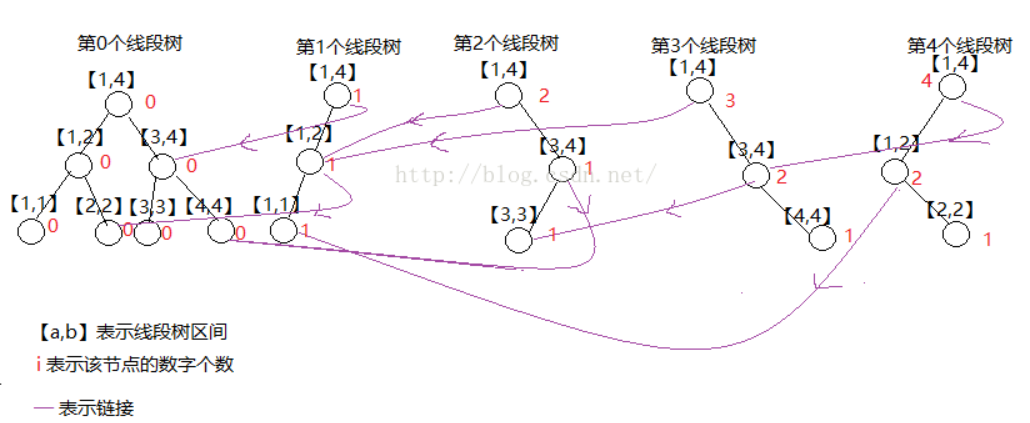 第0个线段树 第1个线段树 第2个线段树 第3个线段树 第4个线段树
【1,4】 【1,4】 【1,4】 【1,4】 【1,4】
0 1 2 3 4
【1,2】 【3,4】 【1,2】 【3,4】 【3,4】 【1,2】
0 0 1 1 2 2
http://blog.csdn.net/
【1,1】 【2,2】 【3,3】 【4,4】 【1,1】 【3,3】 【4,4】 【2,2】
0 0 0 0 1 1 1 1
【a,b】表示线段树区间
i 表示该节点的数字个数
表示链接